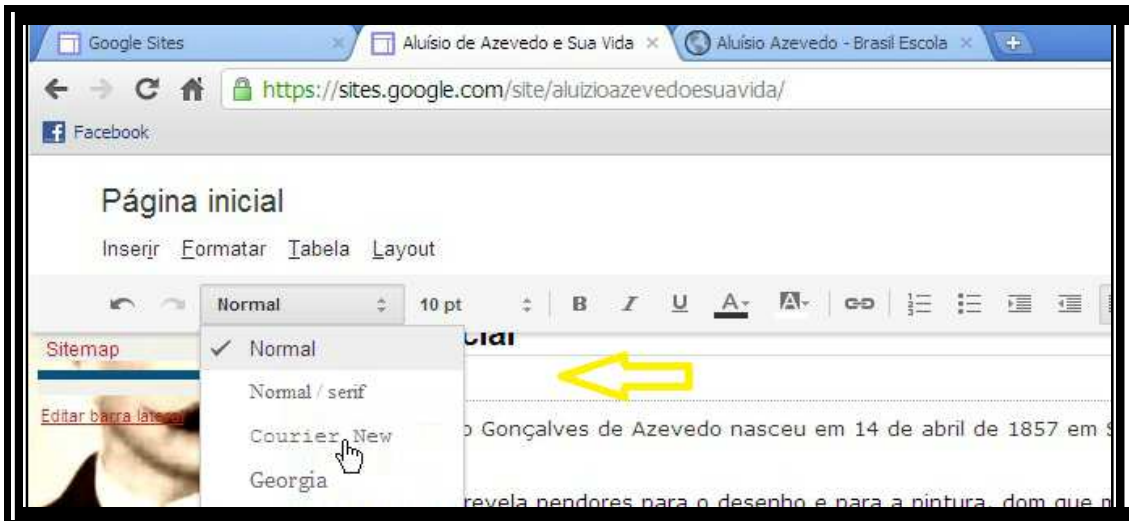 Google Sites
Aluísio de Azevedo e Sua Vida
Aluísio Azevedo - Brasil Escola
https://sites.google.com/site/aluizioazevedoesuavida/
Facebook
Página inicial
Inserir Formatar Tabela Layout
Normal 10 pt B I U A A
Sitemap
Normal
Normal / serif
Editar barra lateral
Gonçalves de Azevedo nasceu em 14 de abril de 1857 em
Courier New
Georgia
revela pendores para o desenho e para a pintura, dom que